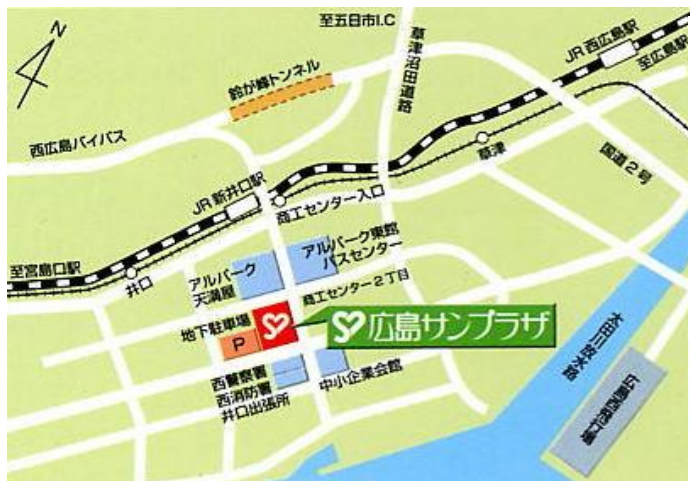 N
至五日市I.C
草津沼田道路
JR西広島駅
至広島駅
鈴が峰トンネル
西広島バイパス
草津
国道2号
JR新井口駅
商工センター入口
至宮島口駅
井口
アルパーク東館
バスセンター
アルパーク
天満屋
商工センター2丁目
地下駐車場
P
広島サンプラザ
西警察署
西消防署
井口出張所
中小企業会館
太田川放水路
広島西飛行場